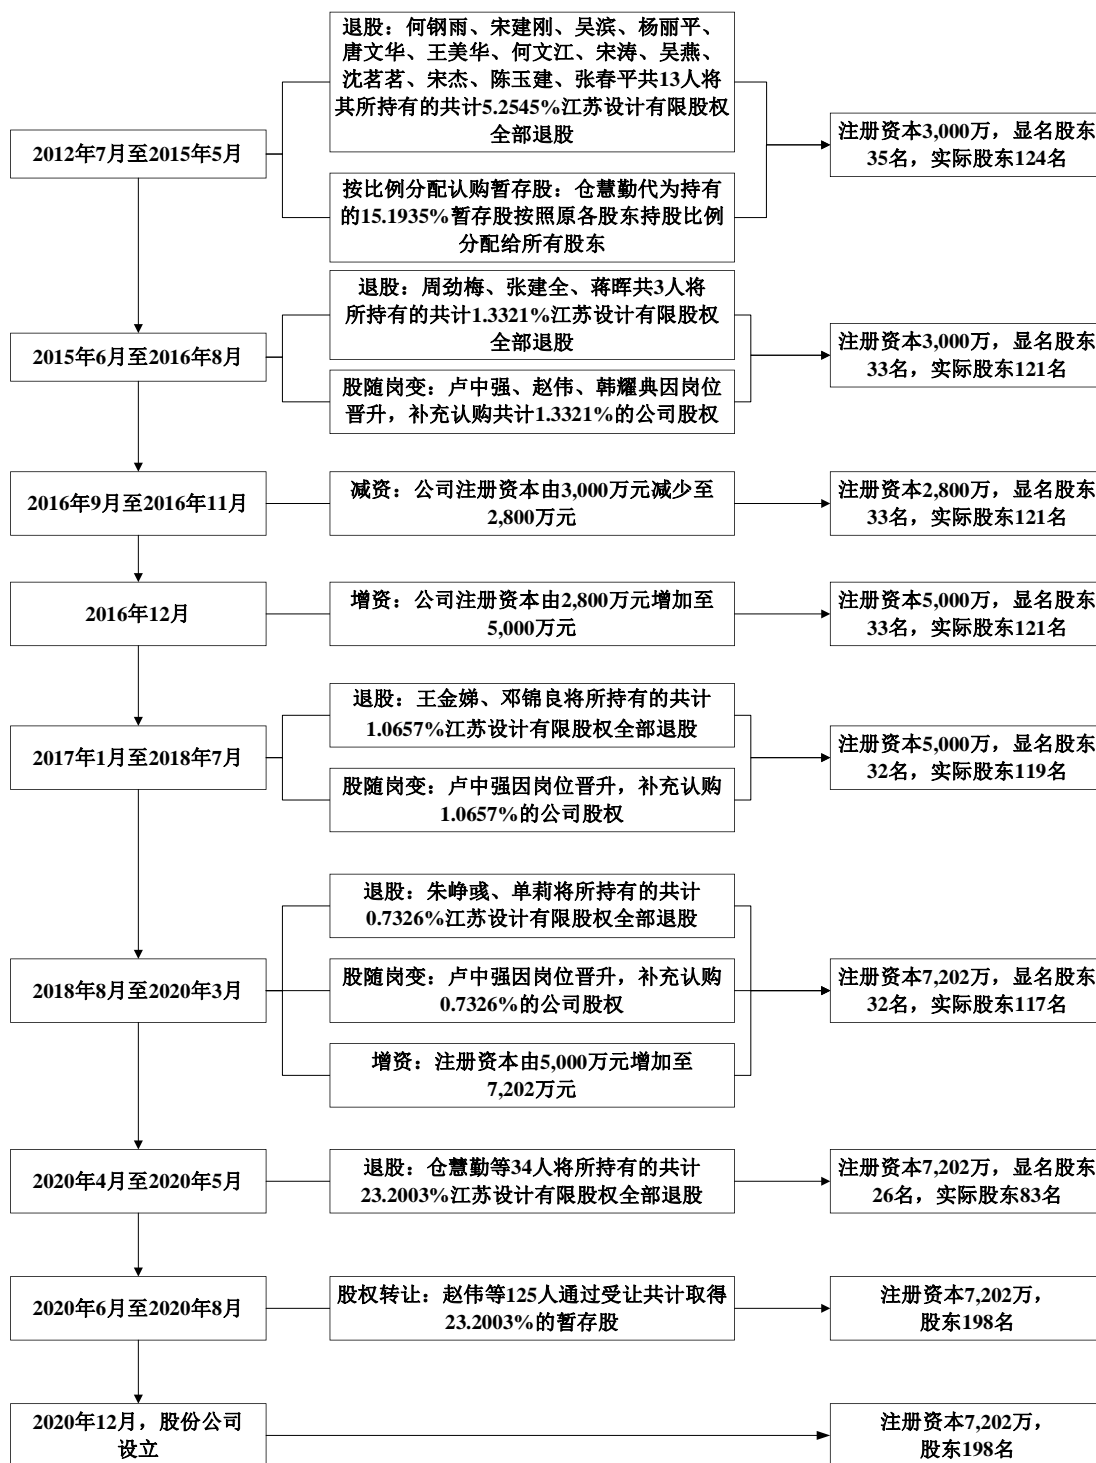 退股：何钢雨、宋建刚、吴滨、杨丽平、
唐文华、王美华、何文江、宋涛、吴燕、
沈茗茗、宋杰、陈玉建、张春平共13人将
其所持有的共计5.2545%江苏设计有限股权
全部退股
2012年7月至2015年5月
注册资本3,000万，显名股东
35名，实际股东124名
按比例分配认购暂存股：仓慧勤代为持有
的15.1935%暂存股按照原各股东持股比例
分配给所有股东
退股：周劲梅、张建全、蒋晖共3人将
所持有的共计1.3321%江苏设计有限股权
全部退股
2015年6月至2016年8月
注册资本3,000万，显名股东
33名，实际股东121名
股随岗变：卢中强、赵伟、韩耀典因岗位
晋升，补充认购共计1.3321%的公司股权
2016年9月至2016年11月
减资：公司注册资本由3,000万元减少至
2,800万元
注册资本2,800万，显名股东
33名，实际股东121名
2016年12月
增资：公司注册资本由2,800万元增加至
5,000万元
注册资本5,000万，显名股东
33名，实际股东121名
退股：王金娣、邓锦良将所持有的共计
1.0657%江苏设计有限股权全部退股
2017年1月至2018年7月
注册资本5,000万，显名股东
32名，实际股东119名
股随岗变：卢中强因岗位晋升，补充认购
1.0657%的公司股权
退股：朱峥彧、单莉将所持有的共计
0.7326%江苏设计有限股权全部退股
2018年8月至2020年3月
股随岗变：卢中强因岗位晋升，补充认购
0.7326%的公司股权
注册资本7,202万，显名股东
32名，实际股东117名
增资：注册资本由5,000万元增加至
7,202万元
2020年4月至2020年5月
退股：仓慧勤等34人将所持有的共计
23.2003%江苏设计有限股权全部退股
注册资本7,202万，显名股东
26名，实际股东83名
2020年6月至2020年8月
股权转让：赵伟等125人通过受让共计取得
23.2003%的暂存股
注册资本7,202万，
股东198名
2020年12月，股份公司
设立
注册资本7,202万，
股东198名